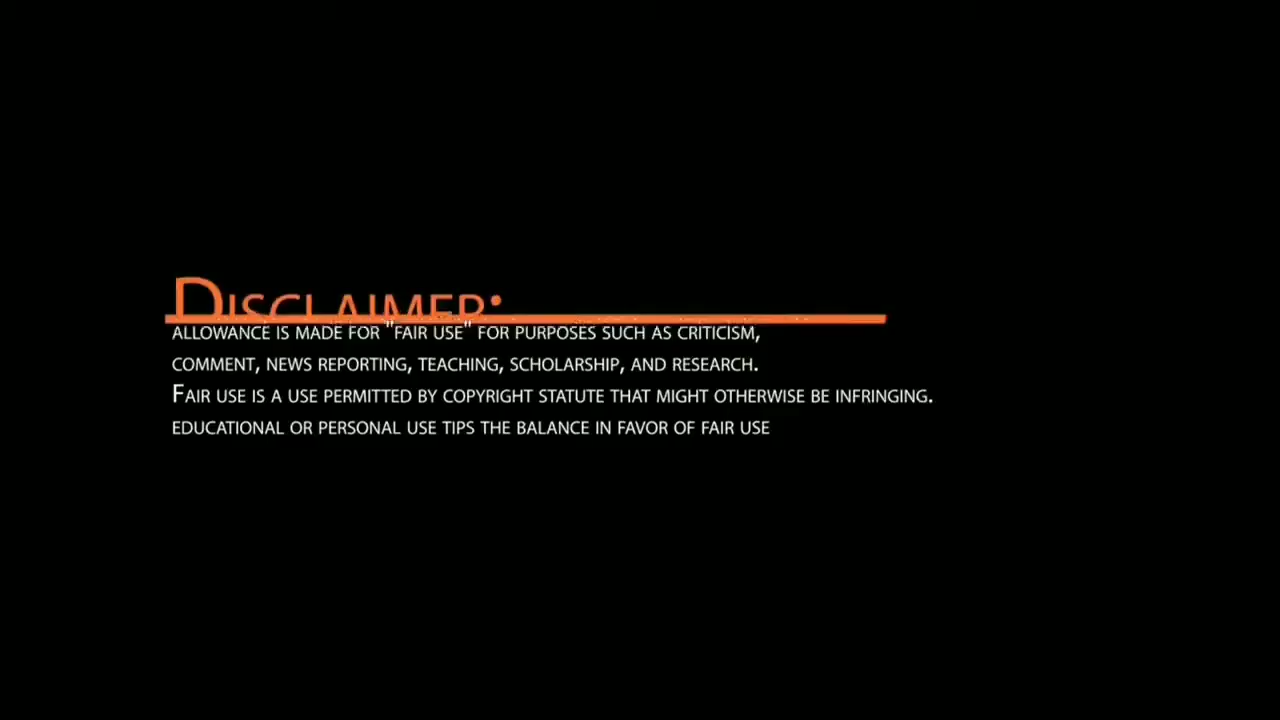 Disclaimer:
allowance is made for "fair use" for purposes such as criticism,
comment, news reporting, teaching, scholarship, and research.
Fair use is a use permitted by copyright statute that might otherwise be infringing.
educational or personal use tips the balance in favor of fair use